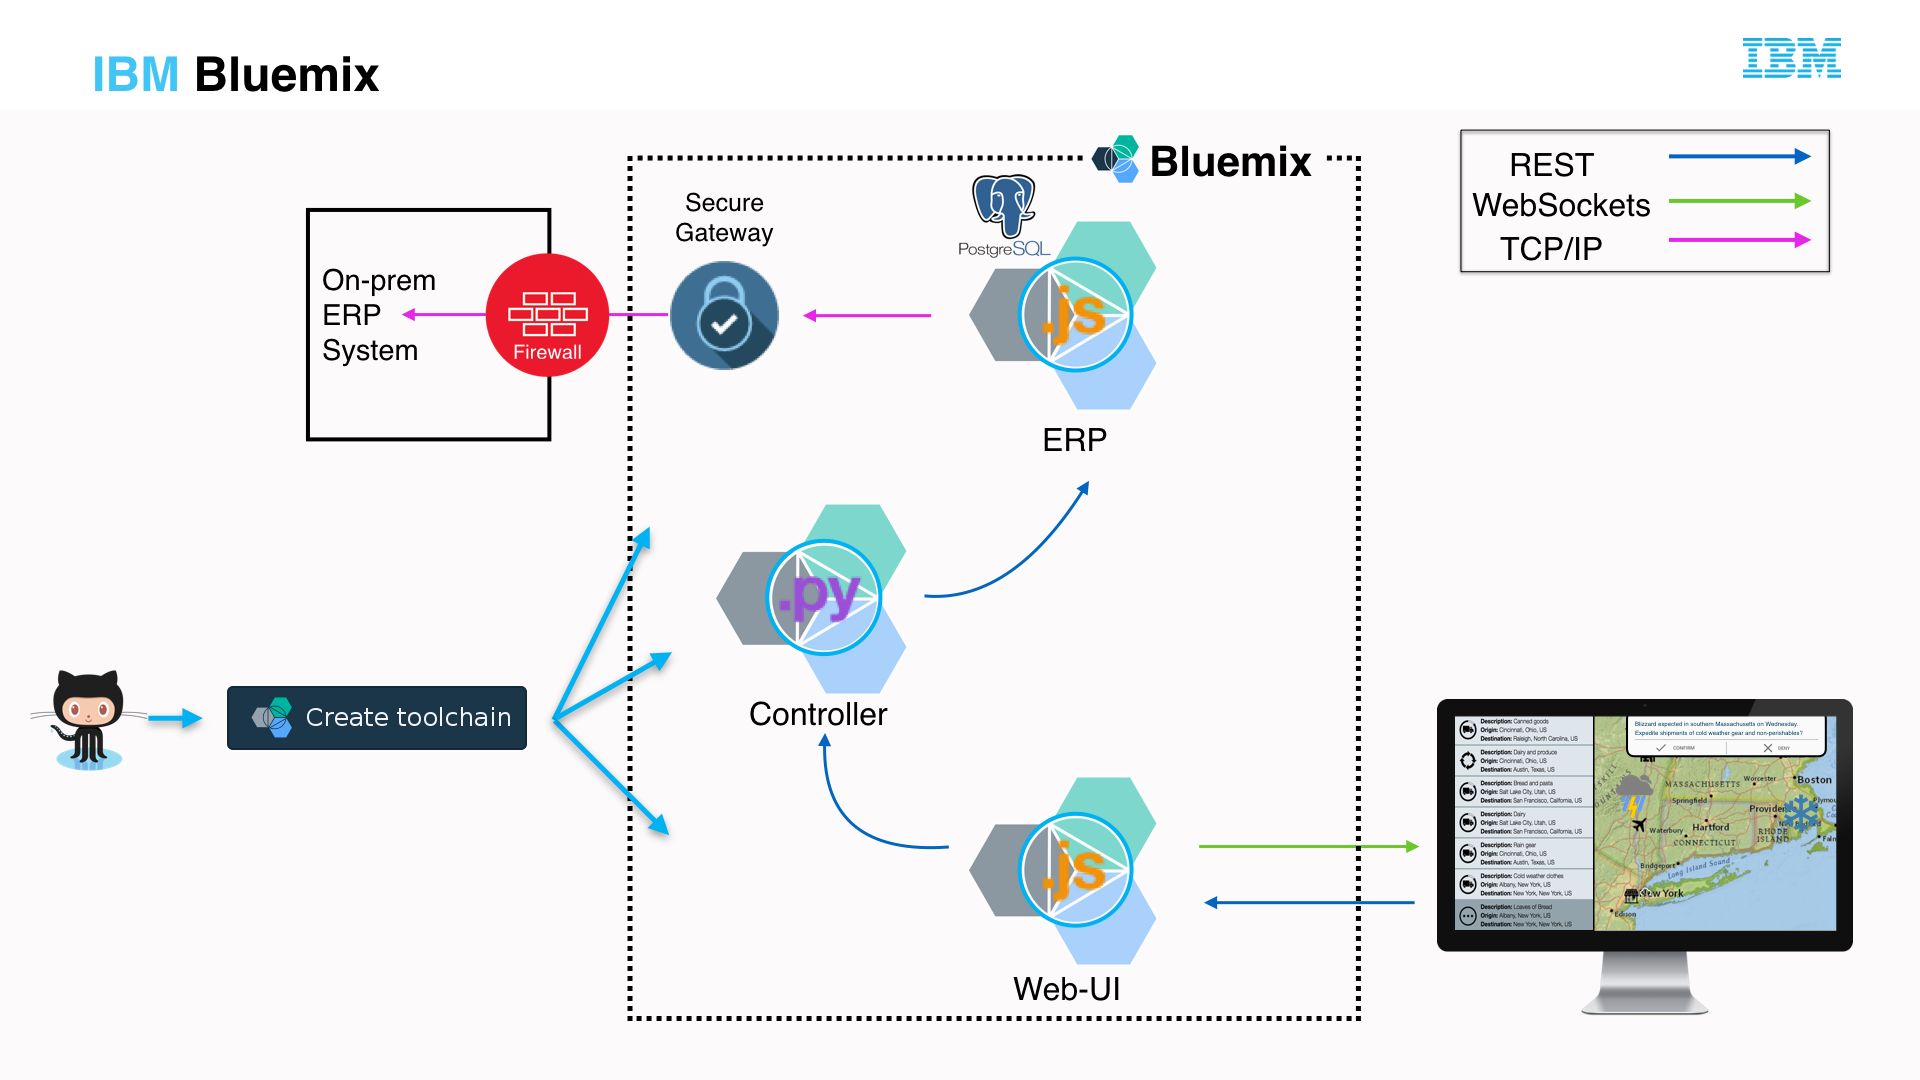 IBM Bluemix
IBM
Bluemix
REST
WebSockets
TCP/IP
Secure
Gateway
PostgreSQL
On-prem
ERP
System
Firewall
.js
ERP
.py
Controller
Create toolchain
.js
Web-UI
Description: Canned goods
Origin: Cincinnati, Ohio, US
Destination: Raleigh, North Carolina, US
Description: Dairy and produce
Origin: Cincinnati, Ohio, US
Destination: Austin, Texas, US
Description: Bread and pasta
Origin: Salt Lake City, Utah, US
Destination: San Francisco, California, US
Description: Dairy
Origin: Salt Lake City, Utah, US
Destination: San Francisco, California, US
Description: Rain gear
Origin: Cincinnati, Ohio, US
Destination: Austin, Texas, US
Description: Cold weather clothes
Origin: Albany, New York, US
Destination: New York, New York, US
Description: Loaves of Bread
Origin: Albany, New York, US
Destination: New York, New York, US
Blizzard expected in southern Massachusetts on Wednesday.
Expedite shipments of cold weather gear and non-perishables?
CONFIRM
DENY
Worcester
Boston
MASSACHUSETTS
Springfield
Providen
Plymou
Waterbury
Hartford
RHODE
ISLAND
CONNECTICUT
Bridgeport
Long Island Sound
New York
Edison